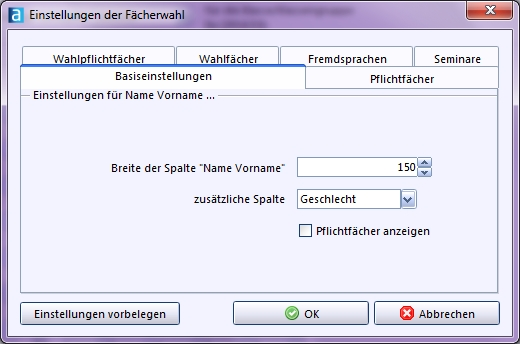 Einstellungen der Fächerwahl
Wahlpflichtfächer Wahlfächer Fremdsprachen Seminare
Basiseinstellungen Pflichtfächer
Einstellungen für Name Vorname ...
Breite der Spalte "Name Vorname" 150
zusätzliche Spalte Geschlecht
Pflichtfächer anzeigen
Einstellungen vorbelegen OK Abbrechen